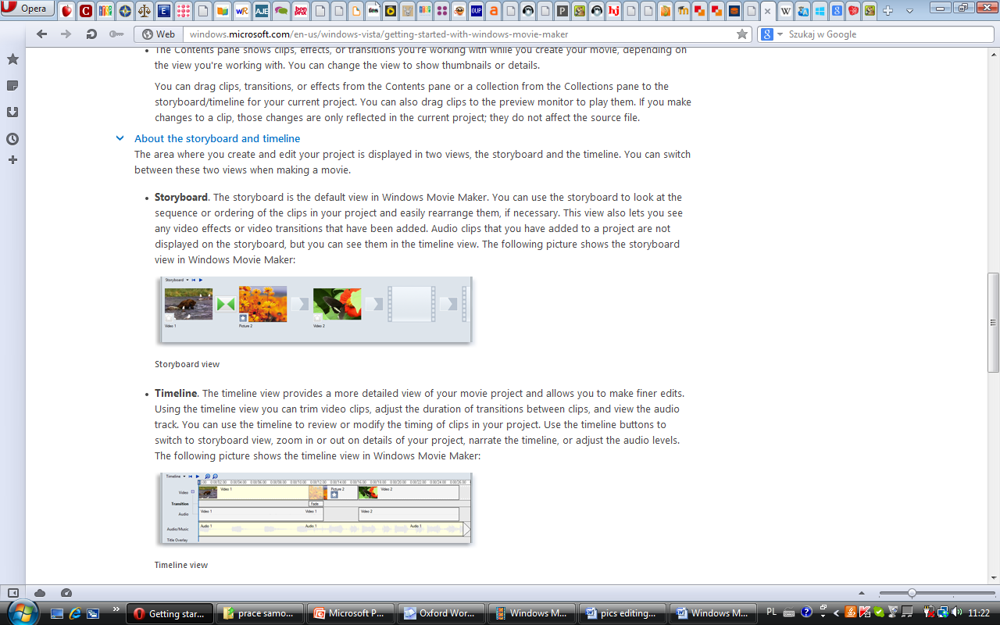 Opera
Web
windows.microsoft.com/en-us/windows-vista/getting-started-with-windows-movie-maker
Szukaj w Google
The Contents pane shows clips, effects, or transitions you're working with while you create your movie, depending on
the view you're working with. You can change the view to show thumbnails or details.
You can drag clips, transitions, or effects from the Contents pane or a collection from the Collections pane to the
storyboard/timeline for your current project. You can also drag clips to the preview monitor to play them. If you make
changes to a clip, those changes are only reflected in the current project; they do not affect the source file.
About the storyboard and timeline
The area where you create and edit your project is displayed in two views, the storyboard and the timeline. You can switch
between these two views when making a movie.
Storyboard. The storyboard is the default view in Windows Movie Maker. You can use the storyboard to look at the
sequence or ordering of the clips in your project and easily rearrange them, if necessary. This view also lets you see
any video effects or video transitions that have been added. Audio clips that you have added to a project are not
displayed on the storyboard, but you can see them in the timeline view. The following picture shows the storyboard
view in Windows Movie Maker:
Storyboard
Video 1 Picture 2 Video 2
Storyboard view
Timeline. The timeline view provides a more detailed view of your movie project and allows you to make finer edits.
Using the timeline view you can trim video clips, adjust the duration of transitions between clips, and view the audio
track. You can use the timeline to review or modify the timing of clips in your project. Use the timeline buttons to
switch to storyboard view, zoom in or out on details of your project, narrate the timeline, or adjust the audio levels.
The following picture shows the timeline view in Windows Movie Maker:
Timeline
Video Video 1 Picture 2 Video 2
Transition Fade
Audio Video 1 Video 1 Video 2
Audio/Music Audio 1 Audio 1 Audio 1
Title Overlay
Timeline view
Getting star... prace samo... Microsoft P... Oxford Wor... Windows M... pics editing... Windows M... PL 11:22